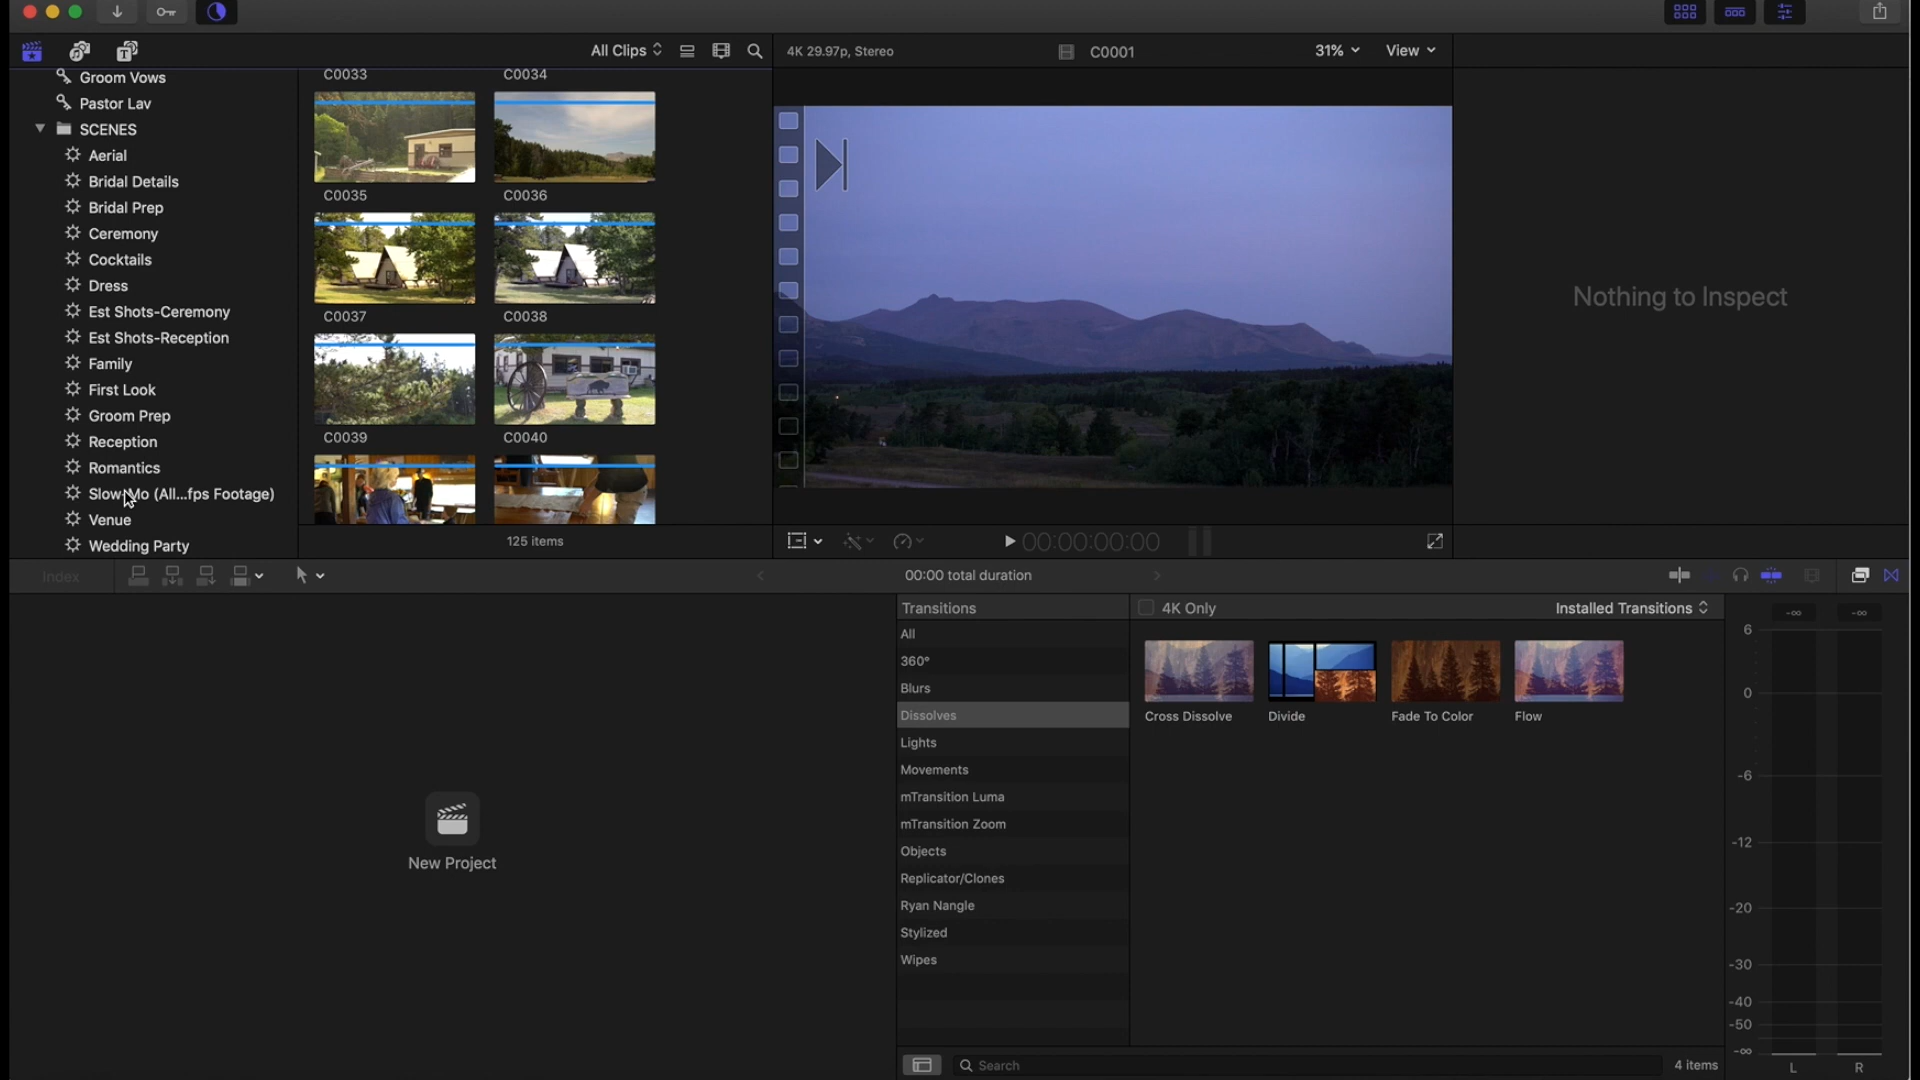 All Clips
4K 29.97p, Stereo
C0001
31%
View
Groom Vows
Pastor Lav
SCENES
Aerial
Bridal Details
Bridal Prep
Ceremony
Cocktails
Dress
Est Shots-Ceremony
Est Shots-Reception
Family
First Look
Groom Prep
Reception
Romantics
Slow-Mo (All...fps Footage)
Venue
Wedding Party
C0033
C0034
C0035
C0036
C0037
C0038
C0039
C0040
125 items
00:00:00:00
Nothing to Inspect
Index
00:00 total duration
New Project
Transitions
All
360°
Blurs
Dissolves
Lights
Movements
mTransition Luma
mTransition Zoom
Objects
Replicator/Clones
Ryan Nangle
Stylized
Wipes
4K Only
Installed Transitions
Cross Dissolve
Divide
Fade To Color
Flow
Search
4 items
-∞
-∞
6
0
-6
-12
-20
-30
-40
-50
-∞
L
R